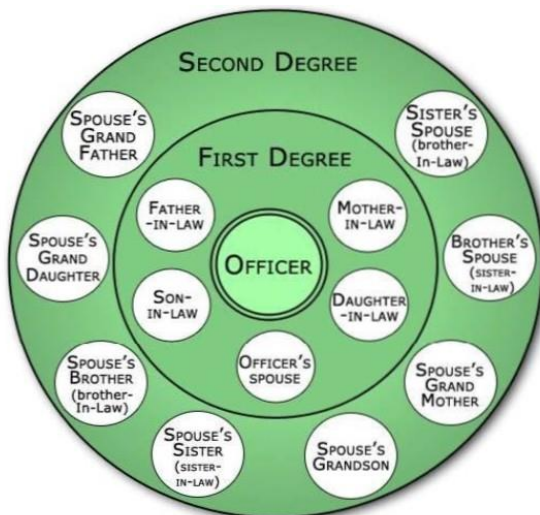 SECOND DEGREE
SPOUSE'S
GRAND
FATHER
SISTER'S
SPOUSE
(brother-
In-Law)
FIRST DEGREE
FATHER
-IN-LAW
MOTHER-
IN-LAW
SPOUSE'S
GRAND
DAUGHTER
OFFICER
BROTHER'S
SPOUSE
(SISTER-
IN-LAW)
SON-
IN-LAW
DAUGHTER
-IN-LAW
SPOUSE'S
BROTHER
(brother-
In-Law)
OFFICER'S
SPOUSE
SPOUSE'S
GRAND
MOTHER
SPOUSE'S
SISTER
(SISTER-
IN-LAW)
SPOUSE'S
GRANDSON